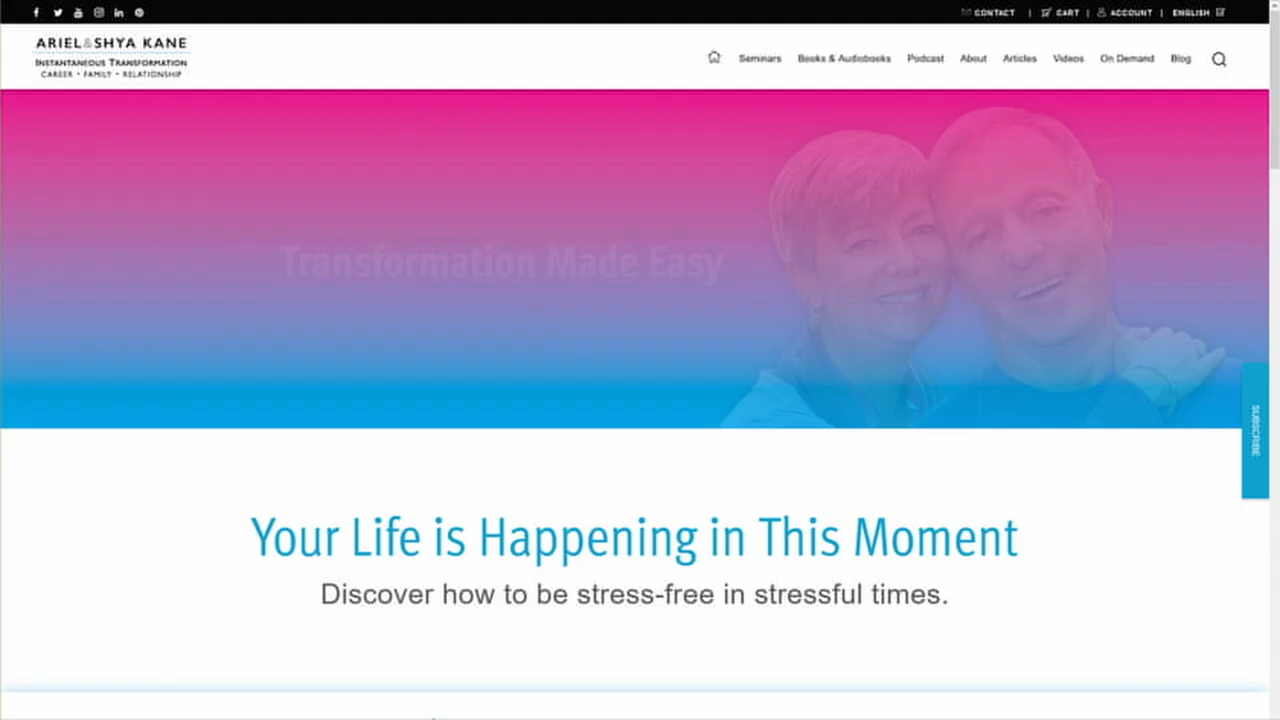 CONTACT | CART | ACCOUNT | ENGLISH
ARIEL&SHYA KANE
INSTANTANEOUS TRANSFORMATION
CAREER • FAMILY • RELATIONSHIP
Seminars Books & Audiobooks Podcast About Articles Videos On Demand Blog
Transformation Made Easy
SUBSCRIBE
Your Life is Happening in This Moment
Discover how to be stress-free in stressful times.